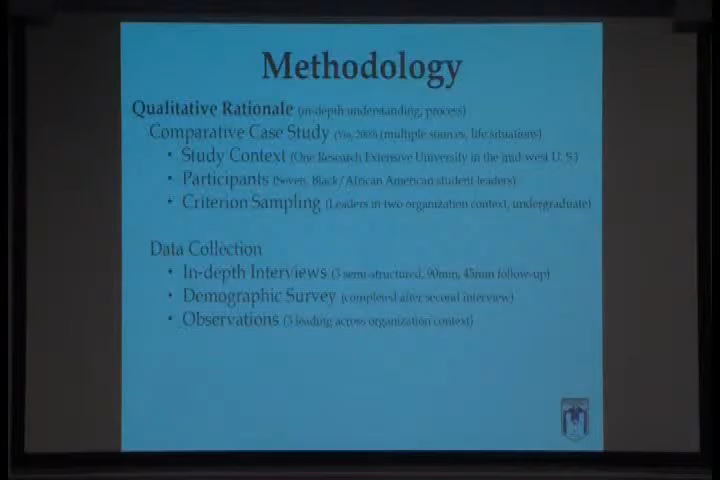 Methodology
Qualitative Rationale (in-depth understanding, process)
Comparative Case Study (Yin, 2003) (multiple sources, life situations)
• Study Context (One Research Extensive University in the mid-west U. S.)
• Participants (Seven, Black/African American student leaders)
• Criterion Sampling (Leaders in two organization context, undergraduate)
Data Collection
• In-depth Interviews (3 semi-structured, 90min, 45min follow-up)
• Demographic Survey (completed after second interview)
• Observations (3 leading across organization context)